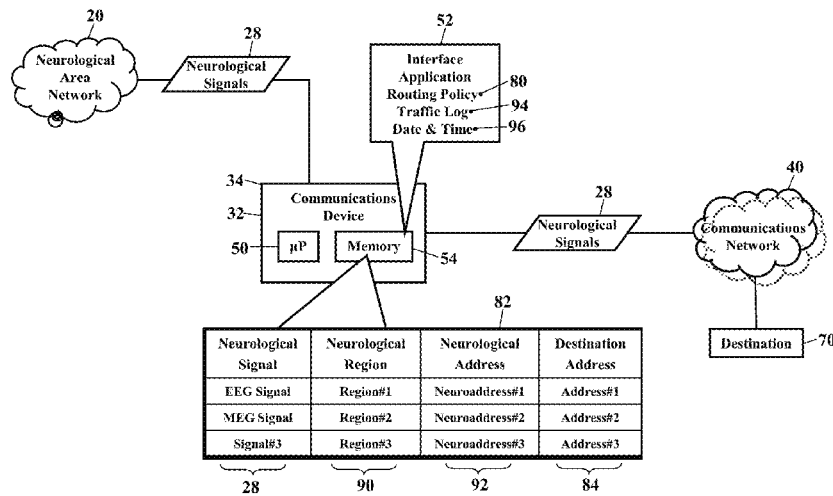 20
Neurological
Area
Network
28
Neurological
Signals
52
Interface
Application
Routing Policy
80
Traffic Log
94
Date & Time
96
34
32
Communications
Device
50
µP
Memory
54
28
Neurological
Signals
40
Communications
Network
Destination
70
82
Neurological Signal
Neurological Region
Neurological Address
Destination Address
EEG Signal
Region#1
Neuroaddress#1
Address#1
MEG Signal
Region#2
Neuroaddress#2
Address#2
Signal#3
Region#3
Neuroaddress#3
Address#3
28
90
92
84